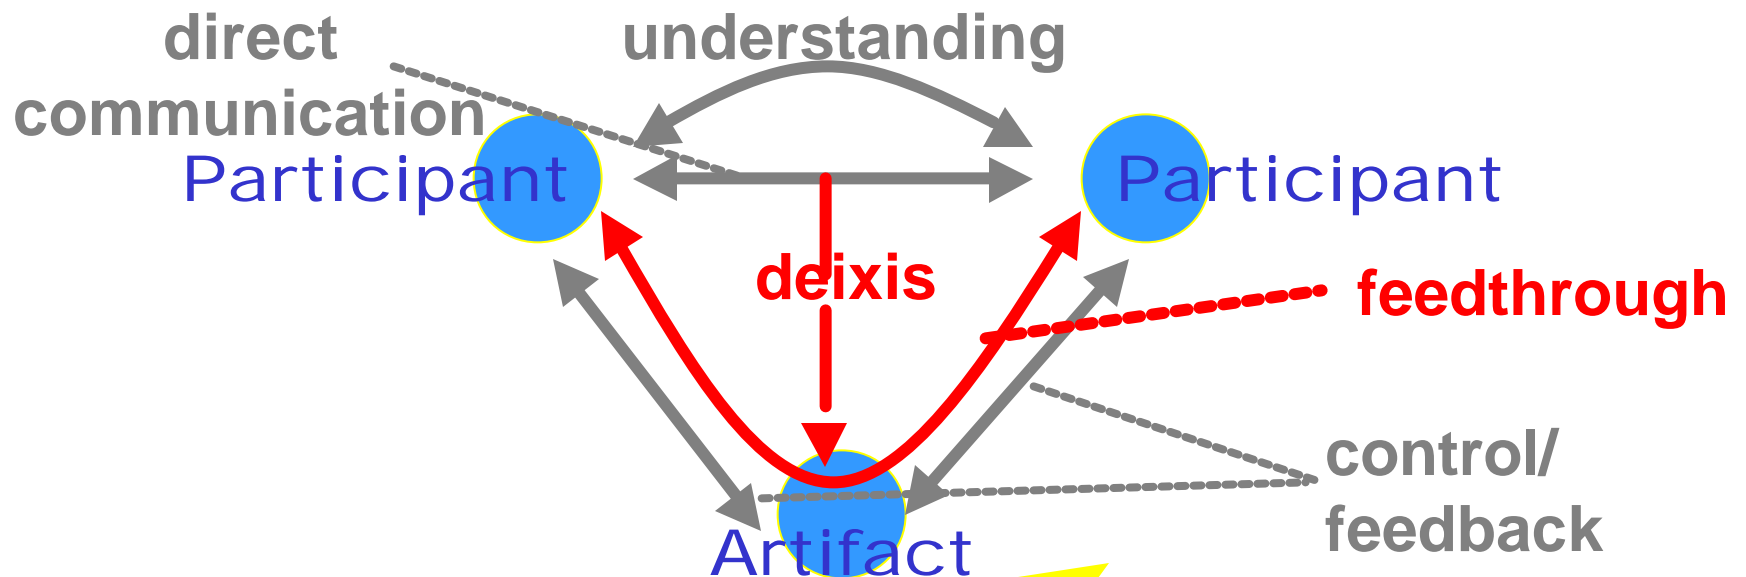 direct
communication
understanding
Participant
Participant
deixis
feedthrough
control/
feedback
Artifact